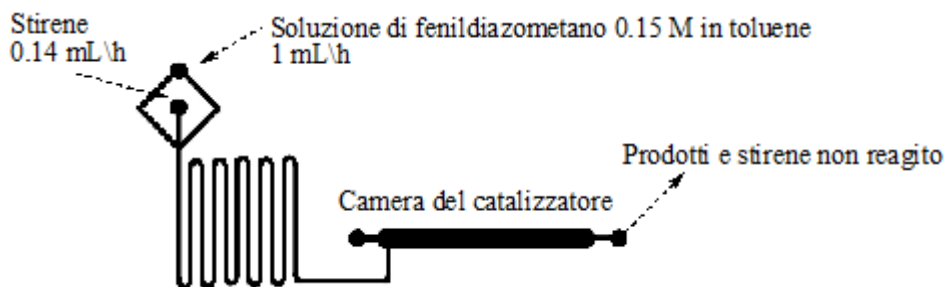 Stirene
0.14 mL\h
Soluzione di fenildiazometano 0.15 M in toluene
1 mL\h
Prodotti e stirene non reagito
Camera del catalizzatore